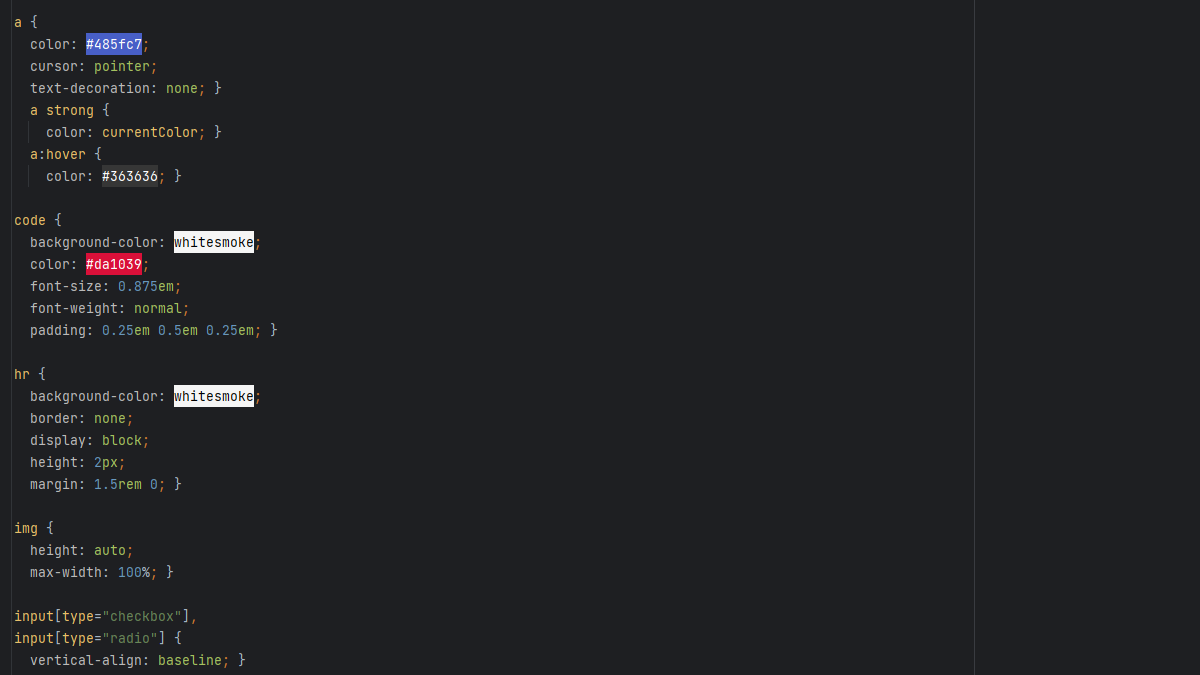 a {
  color: #485fc7;
  cursor: pointer;
  text-decoration: none; }
  a strong {
    color: currentColor; }
  a:hover {
    color: #363636; }

code {
  background-color: whitesmoke;
  color: #da1039;
  font-size: 0.875em;
  font-weight: normal;
  padding: 0.25em 0.5em 0.25em; }

hr {
  background-color: whitesmoke;
  border: none;
  display: block;
  height: 2px;
  margin: 1.5rem 0; }

img {
  height: auto;
  max-width: 100%; }

input[type="checkbox"],
input[type="radio"] {
  vertical-align: baseline; }